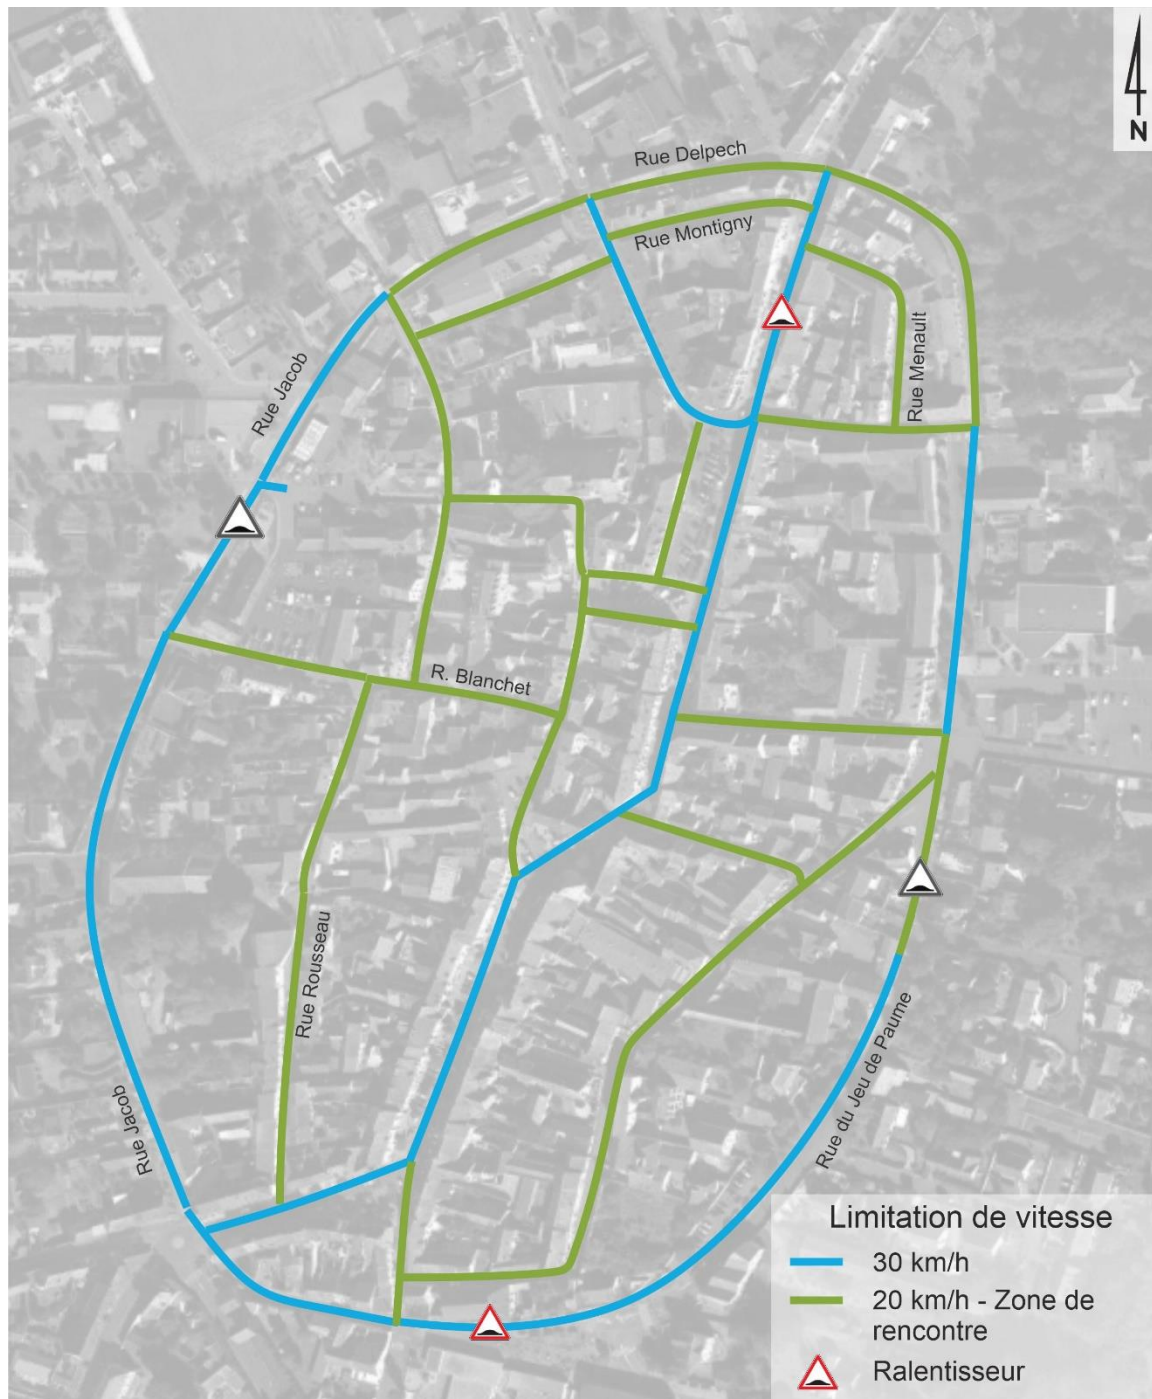 N
Rue Delpech
Rue Montigny
Rue Jacob
Rue Menault
R. Blanchet
Rue Rousseau
Rue du Jeu de Paume
Rue Jacob
Limitation de vitesse
30 km/h
20 km/h - Zone de
rencontre
Ralentisseur